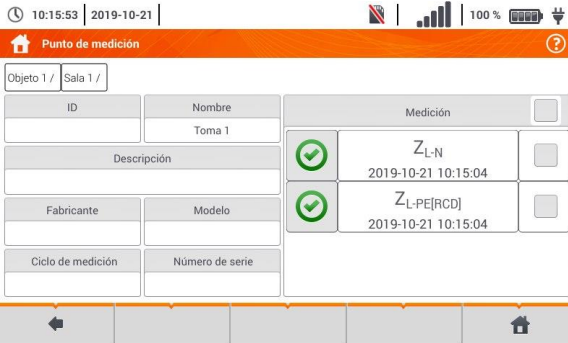 10:15:53 2019-10-21 100 %
Punto de medición ?
Objeto 1 / Sala 1 /
ID Nombre Medición
Toma 1
Descripción
ZL-N
2019-10-21 10:15:04
Fabricante Modelo
ZL-PE[RCD]
2019-10-21 10:15:04
Ciclo de medición Número de serie